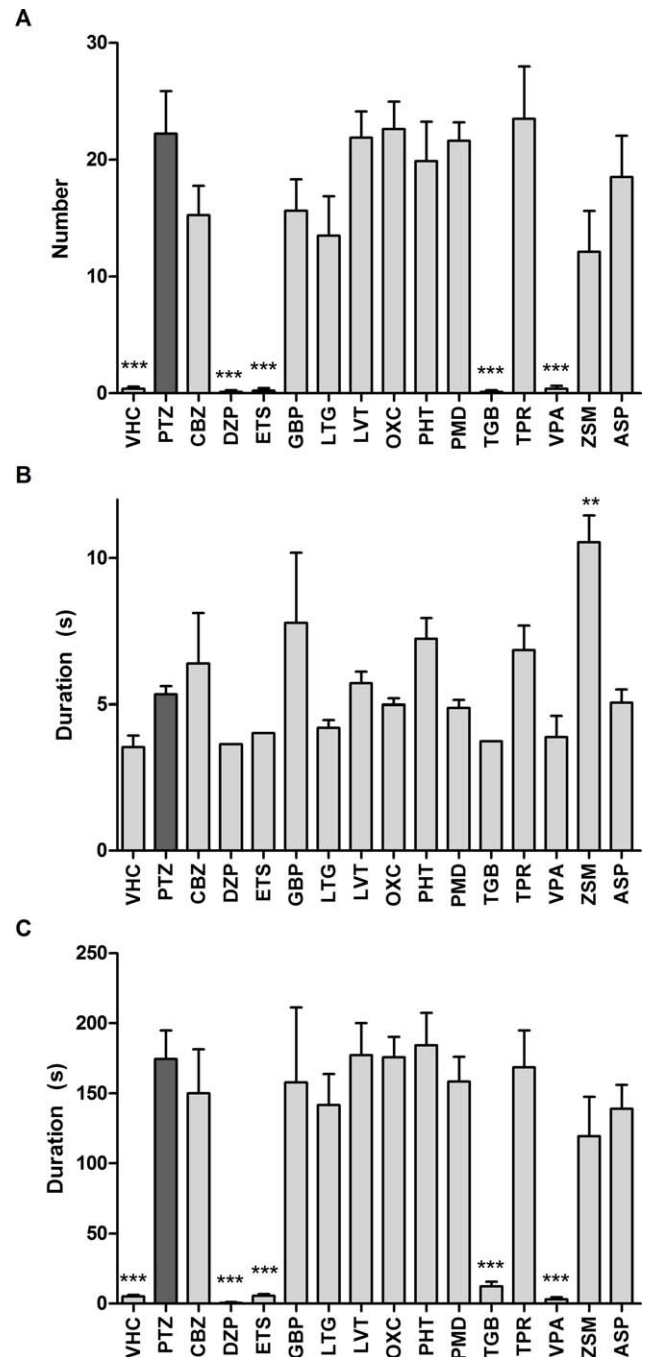 A
30
20
10
0
Number
***
***
***
***
***
VHC PTZ CBZ DZP ETS GBP LTG LVT OXC PHT PMD TGB TPR VPA ZSM ASP
B
10
5
0
Duration (s)
**
VHC PTZ CBZ DZP ETS GBP LTG LVT OXC PHT PMD TGB TPR VPA ZSM ASP
C
250
200
150
100
50
0
Duration (s)
***
***
***
***
***
VHC PTZ CBZ DZP ETS GBP LTG LVT OXC PHT PMD TGB TPR VPA ZSM ASP